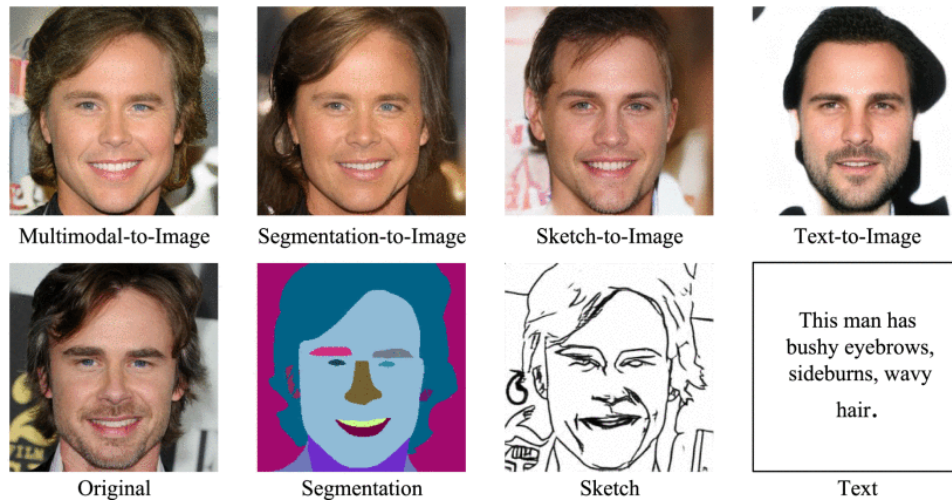 Multimodal-to-Image
Segmentation-to-Image
Sketch-to-Image
Text-to-Image
This man has
bushy eyebrows,
sideburns, wavy
hair.
FILM
Original
Segmentation
Sketch
Text